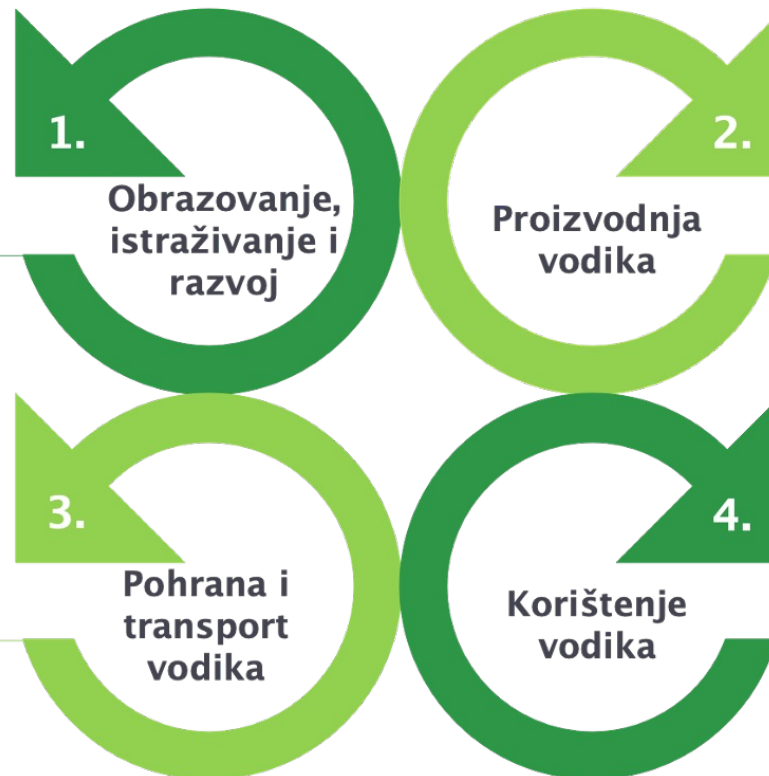 1.
Obrazovanje,
istraživanje i
razvoj
2.
Proizvodnja
vodika
3.
Pohrana i
transport
vodika
4.
Korištenje
vodika